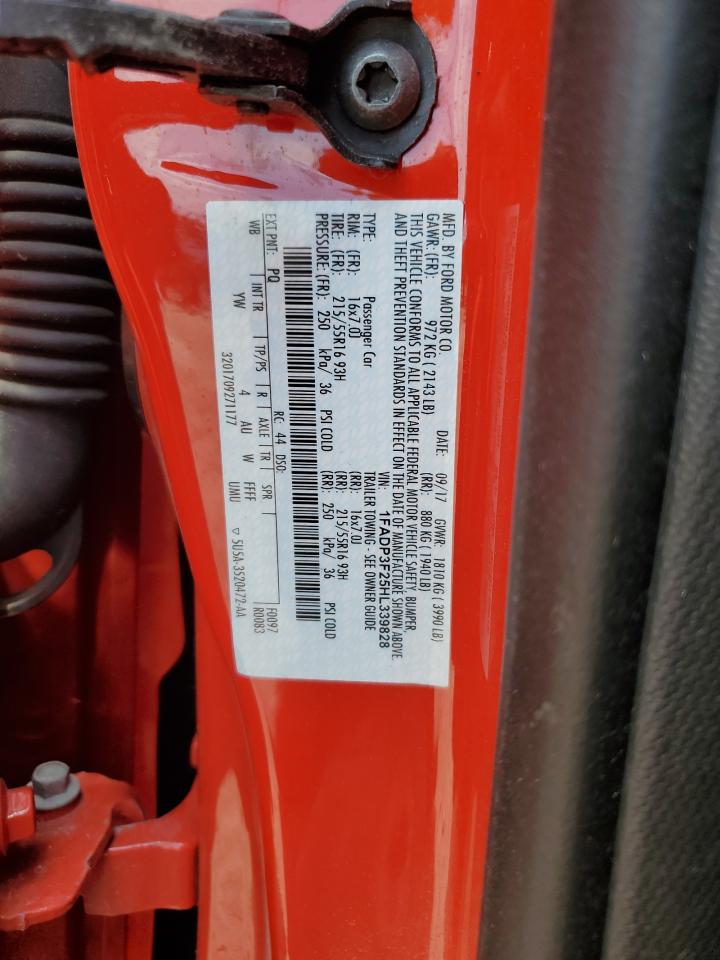 MFD. BY FORD MOTOR CO.
DATE: 09/17 GVWR: 1810 KG ( 3990 LB)
GAWR: (FR): 972 KG ( 2143 LB) (RR): 880 KG ( 1940 LB)
THIS VEHICLE CONFORMS TO ALL APPLICABLE FEDERAL MOTOR VEHICLE SAFETY, BUMPER,
AND THEFT PREVENTION STANDARDS IN EFFECT ON THE DATE OF MANUFACTURE SHOWN ABOVE.
VIN: 1FADP3F25HL339828
TYPE: Passenger Car TRAILER TOWING - SEE OWNER GUIDE
RIM: (FR): 16x7.0J (RR): 16x7.0J
TIRE: (FR): 215/55R16 93H (RR): 215/55R16 93H
PRESSURE: (FR): 250 kPa/ 36 PSI COLD (RR): 250 kPa/ 36 PSI COLD
RC: 44 DSO: F0097
EXT PNT: PQ R0083
WB INT TR TP/PS R AXLE TR SPR
YW 4 AU W FFFF UMU
3201709271177 ▽ 5U5A-3520472-AA